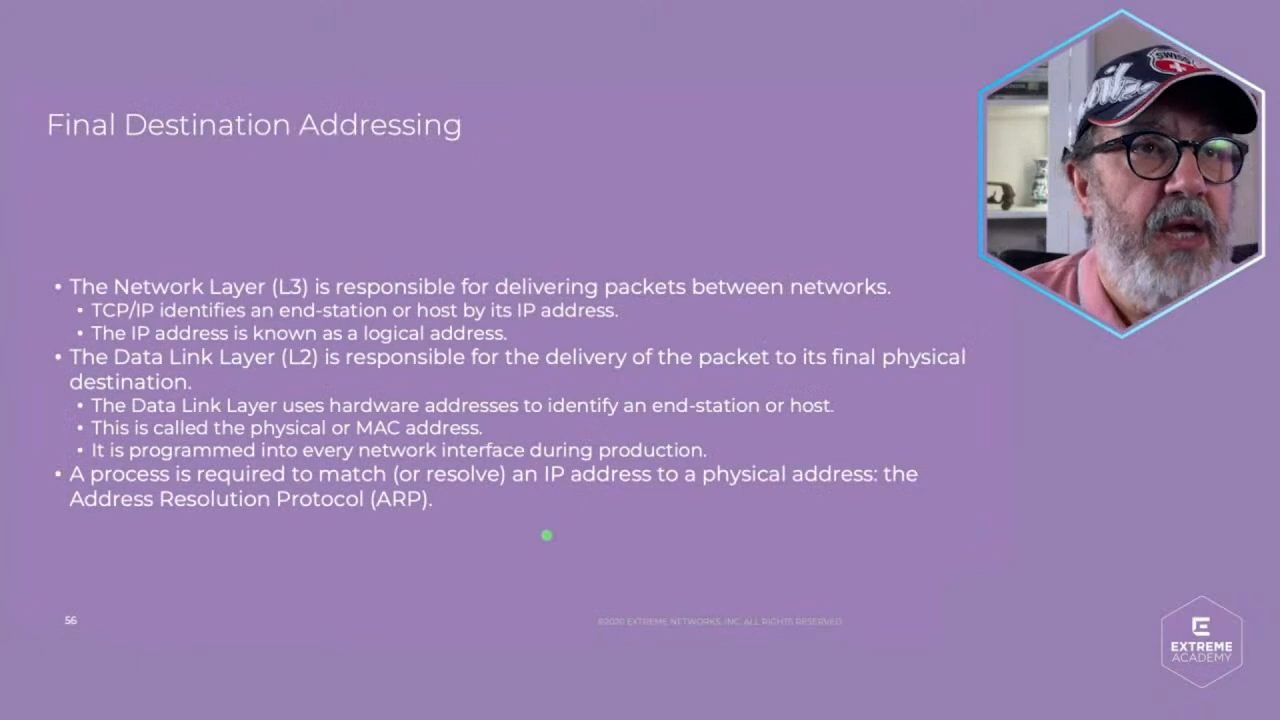 Final Destination Addressing
• The Network Layer (L3) is responsible for delivering packets between networks.
• TCP/IP identifies an end-station or host by its IP address.
• The IP address is known as a logical address.
• The Data Link Layer (L2) is responsible for the delivery of the packet to its final physical
destination.
• The Data Link Layer uses hardware addresses to identify an end-station or host.
• This is called the physical or MAC address.
• It is programmed into every network interface during production.
• A process is required to match (or resolve) an IP address to a physical address: the
Address Resolution Protocol (ARP).
56
©2020 EXTREME NETWORKS, INC. ALL RIGHTS RESERVED.
EXTREME
ACADEMY
SWISS